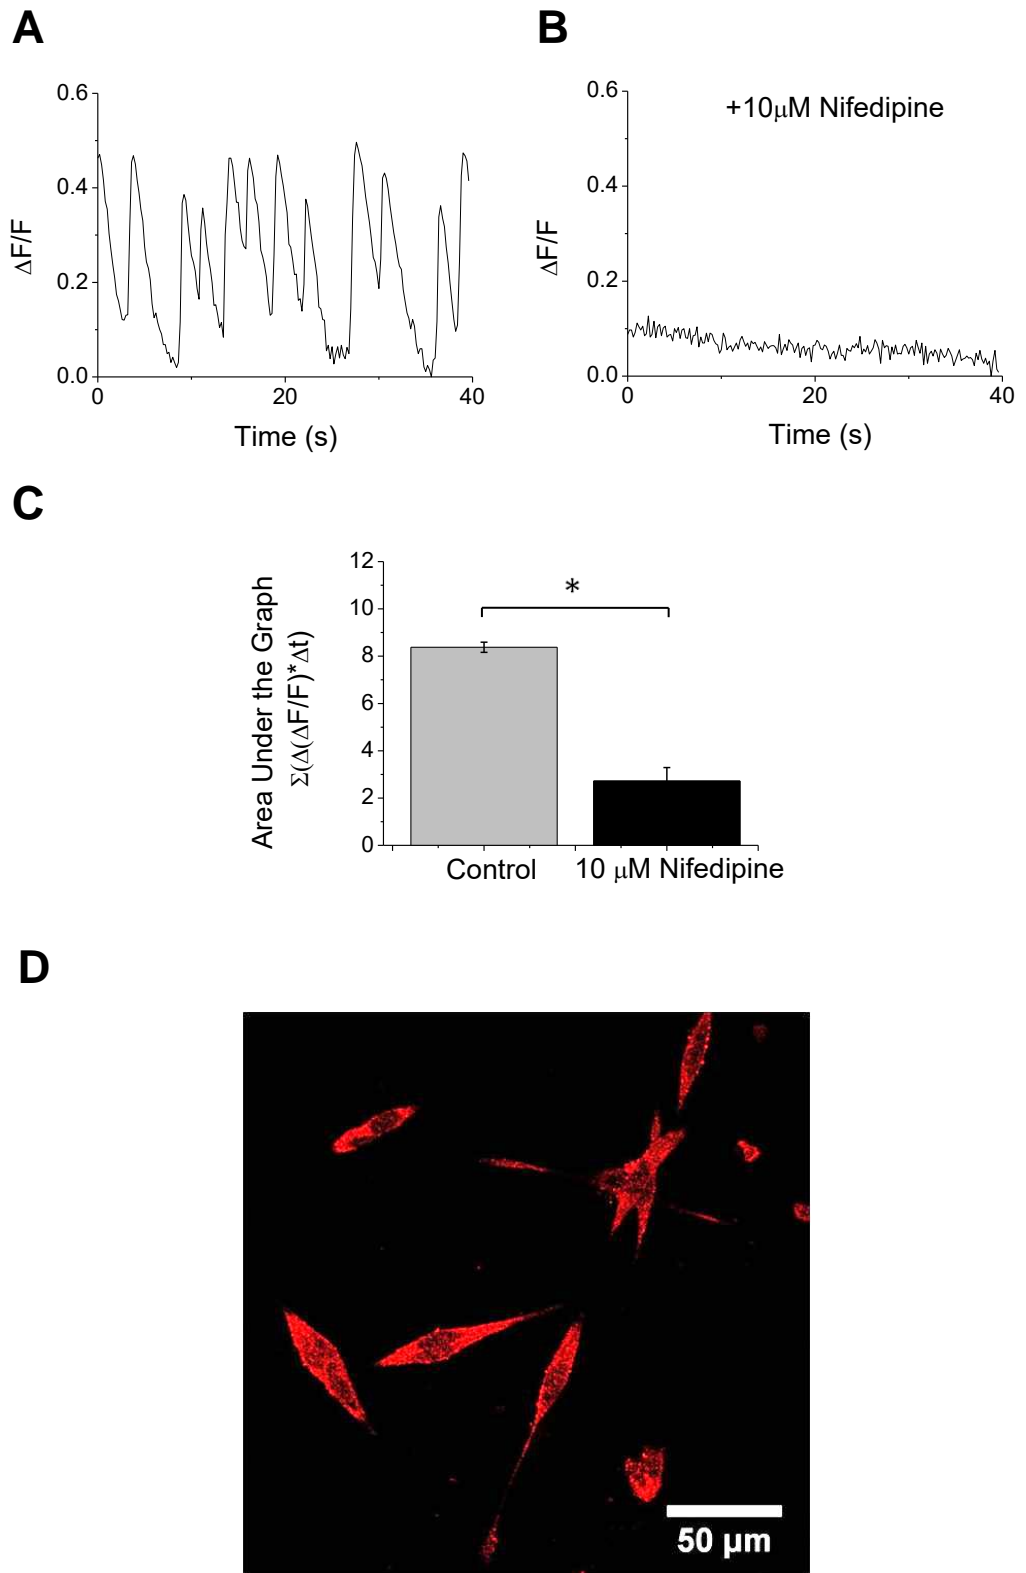 A
B
0.6
0.4
0.2
0.0
ΔF/F
0
20
40
Time (s)
+10μM Nifedipine
0.6
0.4
0.2
0.0
ΔF/F
0
20
40
Time (s)
C
12
10
8
6
4
2
0
Area Under the Graph
Σ(Δ(ΔF/F)*Δt)
*
Control
10 μM Nifedipine
D
50 μm